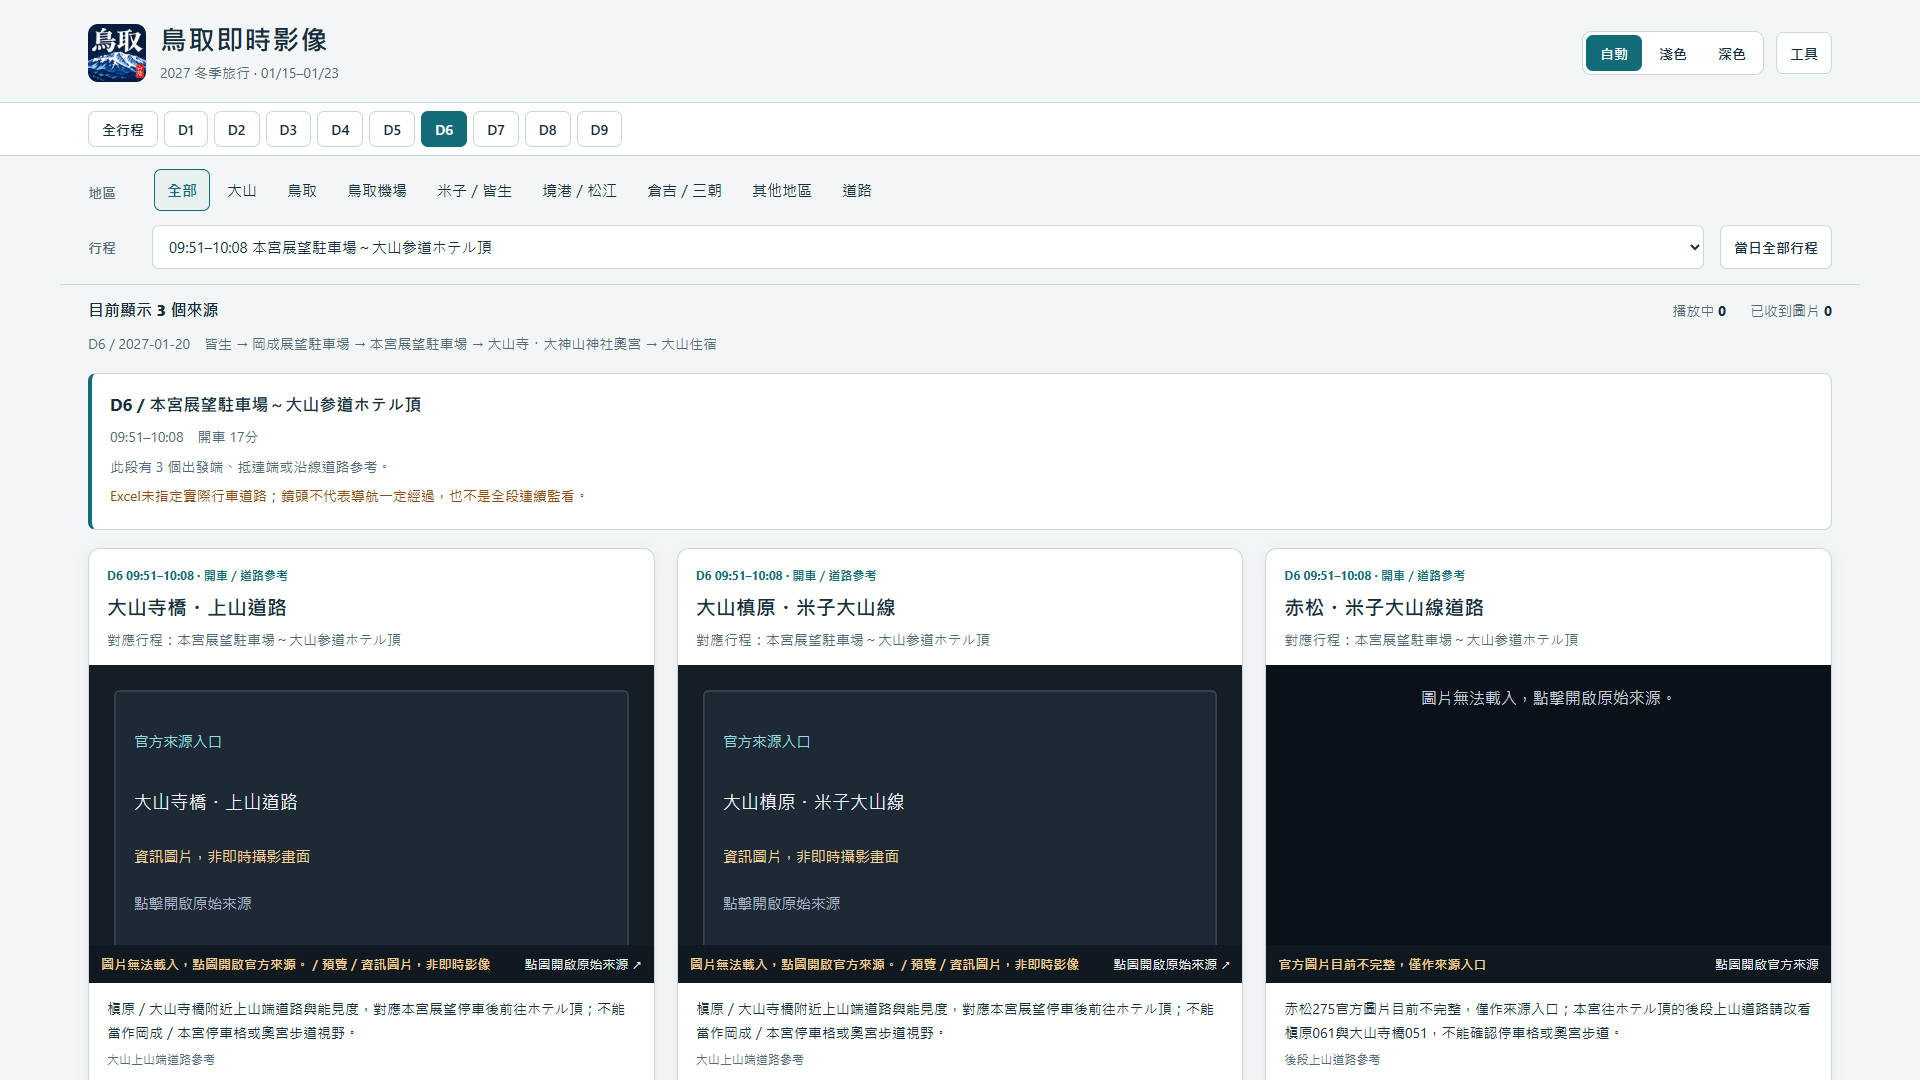 鳥取
鳥取即時影像
2027 冬季旅行 · 01/15–01/23
自動
淺色
深色
工具
全行程
D1
D2
D3
D4
D5
D6
D7
D8
D9
地區
全部
大山
鳥取
鳥取機場
米子 / 皆生
境港 / 松江
倉吉 / 三朝
其他地區
道路
行程
09:51–10:08 本宮展望駐車場～大山参道ホテル頂
當日全部行程
目前顯示 3 個來源
播放中 0
已收到圖片 0
D6 / 2027-01-20 皆生 → 岡成展望駐車場 → 本宮展望駐車場 → 大山寺・大神山神社奧宮 → 大山住宿
D6 / 本宮展望駐車場～大山参道ホテル頂
09:51–10:08 開車 17分
此段有 3 個出發端、抵達端或沿線道路參考。
Excel未指定實際行車道路；鏡頭不代表導航一定經過，也不是全段連續監看。
D6 09:51–10:08 · 開車 / 道路參考
大山寺橋・上山道路
對應行程：本宮展望駐車場～大山参道ホテル頂
官方來源入口
大山寺橋・上山道路
資訊圖片，非即時攝影畫面
點擊開啟原始來源
圖片無法載入，點圖開啟官方來源。 / 預覽 / 資訊圖片，非即時影像
點圖開啟原始來源 ↗
槇原 / 大山寺橋附近上山端道路與能見度，對應本宮展望停車後前往ホテル頂；不能
當作岡成 / 本宮停車格或奧宮步道視野。
大山上山端道路參考
D6 09:51–10:08 · 開車 / 道路參考
大山槙原・米子大山線
對應行程：本宮展望駐車場～大山参道ホテル頂
官方來源入口
大山槙原・米子大山線
資訊圖片，非即時攝影畫面
點擊開啟原始來源
圖片無法載入，點圖開啟官方來源。 / 預覽 / 資訊圖片，非即時影像
點圖開啟原始來源 ↗
槇原 / 大山寺橋附近上山端道路與能見度，對應本宮展望停車後前往ホテル頂；不能
當作岡成 / 本宮停車格或奧宮步道視野。
大山上山端道路參考
D6 09:51–10:08 · 開車 / 道路參考
赤松・米子大山線道路
對應行程：本宮展望駐車場～大山参道ホテル頂
圖片無法載入，點擊開啟原始來源。
官方圖片目前不完整，僅作來源入口
點圖開啟官方來源
赤松275官方圖片目前不完整，僅作來源入口；本宮往ホテル頂的後段上山道路請改看
槇原061與大山寺橋051，不能確認停車格或奧宮步道。
後段上山道路參考